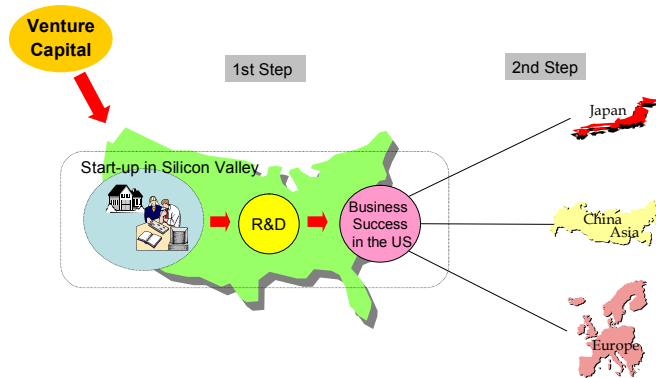 Venture
Capital
1st Step
2nd Step
Japan
Start-up in Silicon Valley
R&D
Business
Success
in the US
China
Asia
Europe